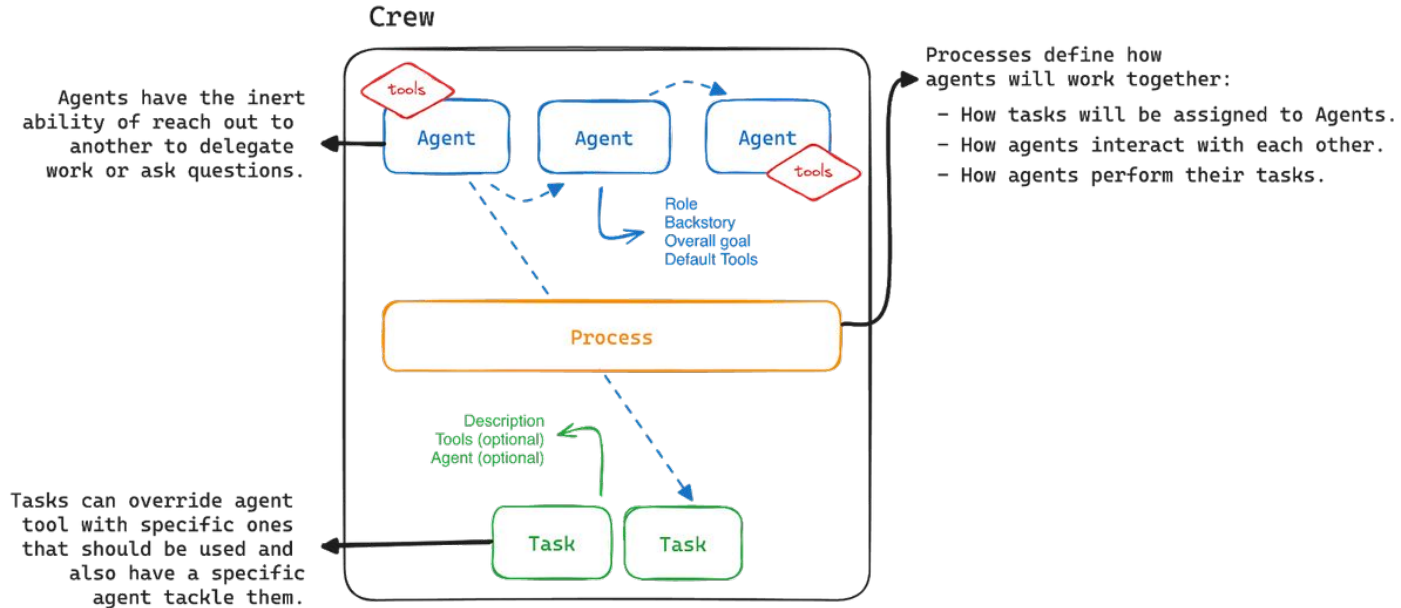 Crew
Agents have the inert
ability of reach out to
another to delegate
work or ask questions.
tools
Agent
Agent
Agent
tools
Role
Backstory
Overall goal
Default Tools
Processes define how
agents will work together:
- How tasks will be assigned to Agents.
- How agents interact with each other.
- How agents perform their tasks.
Process
Description
Tools (optional)
Agent (optional)
Tasks can override agent
tool with specific ones
that should be used and
also have a specific
agent tackle them.
Task
Task